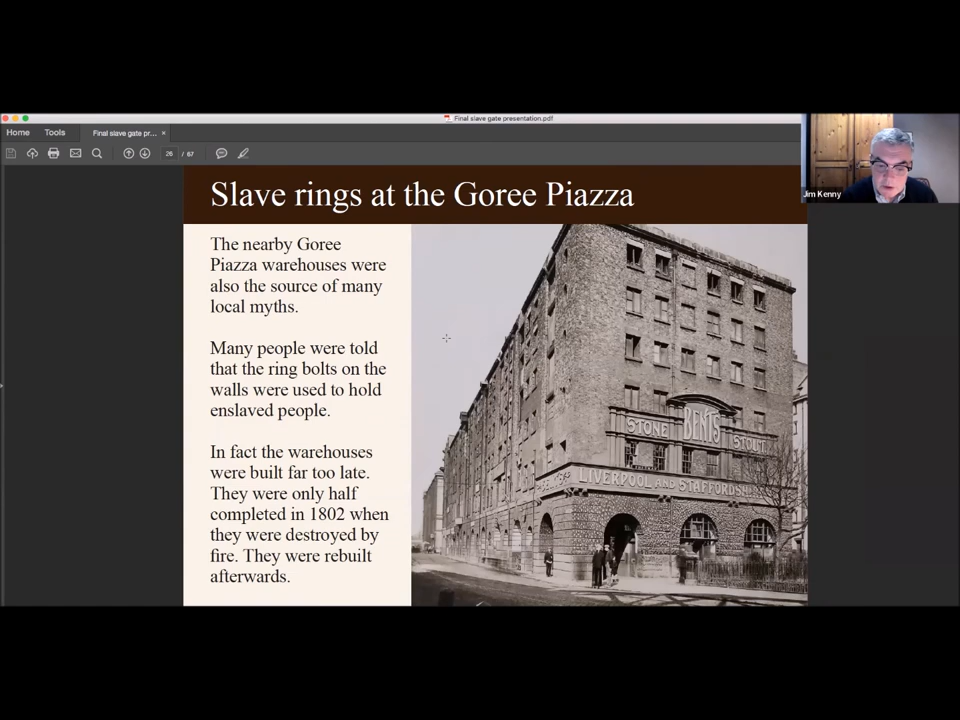 Final slave gate presentation.pdf
Home Tools Final slave gate pr... ×
26 / 67
Jim Kenny
Slave rings at the Goree Piazza
The nearby Goree
Piazza warehouses were
also the source of many
local myths.
Many people were told
that the ring bolts on the
walls were used to hold
enslaved people.
In fact the warehouses
were built far too late.
They were only half
completed in 1802 when
they were destroyed by
fire. They were rebuilt
afterwards.
BENTS
STONE STOUT
LIVERPOOL AND